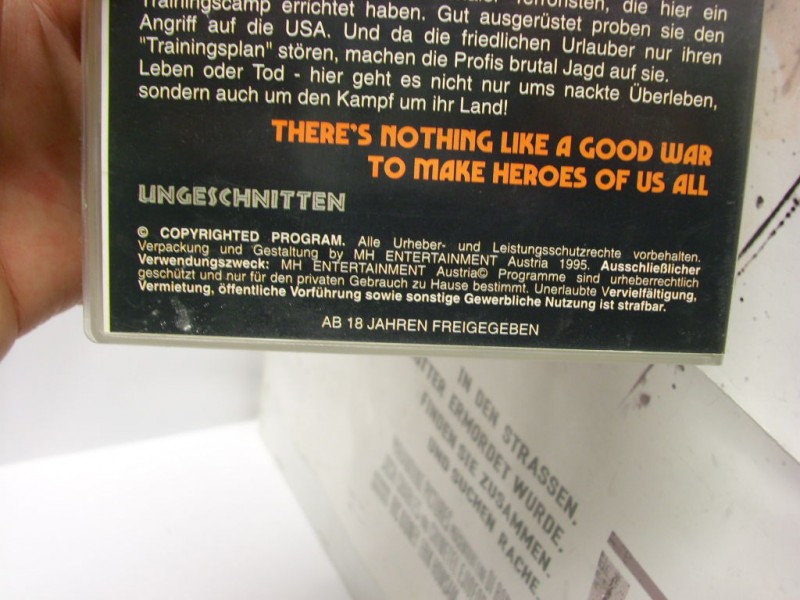 Trainingscamp errichtet haben. Gut ausgerüstet proben sie den
Angriff auf die USA. Und da die friedlichen Urlauber nur ihren
"Trainingsplan" stören, machen die Profis brutal Jagd auf sie.
Leben oder Tod - hier geht es nicht nur ums nackte Überleben,
sondern auch um den Kampf um ihr Land!
THERE'S NOTHING LIKE A GOOD WAR
TO MAKE HEROES OF US ALL
UNGESCHNITTEN
© COPYRIGHTED PROGRAM. Alle Urheber- und Leistungsschutzrechte vorbehalten.
Verpackung und Gestaltung by MH ENTERTAINMENT Austria 1995. Ausschließlicher
Verwendungszweck: MH ENTERTAINMENT Austria© Programme sind urheberrechtlich
geschützt und nur für den privaten Gebrauch zu Hause bestimmt. Unerlaubte Vervielfältigung,
Vermietung, öffentliche Vorführung sowie sonstige Gewerbliche Nutzung ist strafbar.
AB 18 JAHREN FREIGEGEBEN
IN DEN STRASSEN,
ERMORDET WURDE,
FINDEN SIE ZUSAMMEN.
UND SUCHEN RACHE.